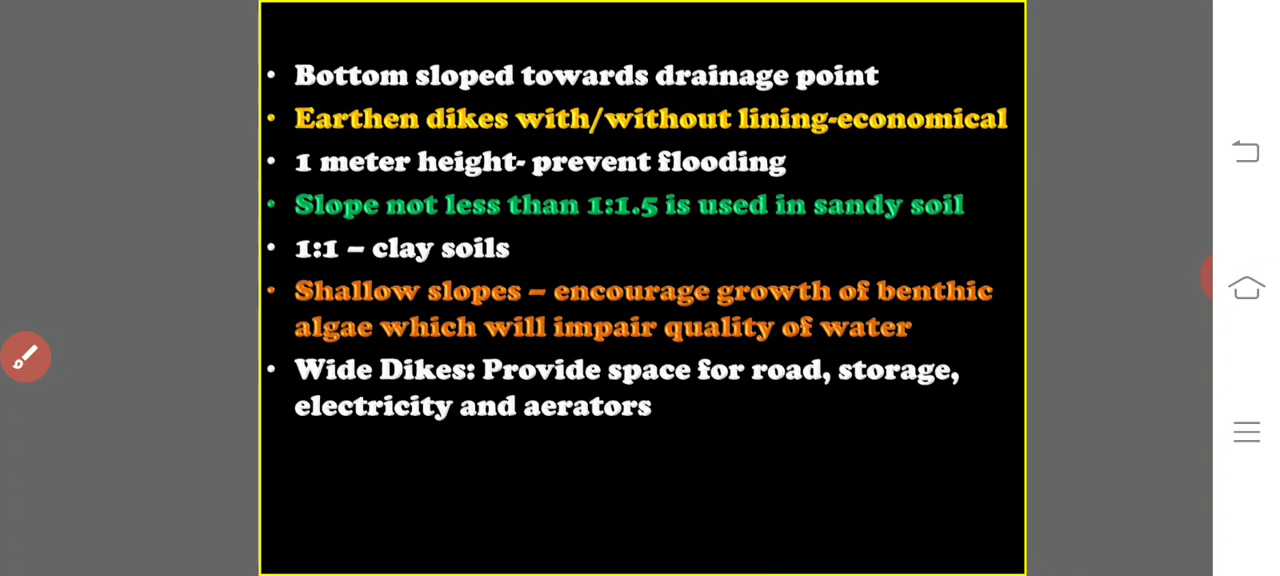 • Bottom sloped towards drainage point
• Earthen dikes with/without lining-economical
• 1 meter height- prevent flooding
• Slope not less than 1:1.5 is used in sandy soil
• 1:1 – clay soils
• Shallow slopes – encourage growth of benthic
algae which will impair quality of water
• Wide Dikes: Provide space for road, storage,
electricity and aerators